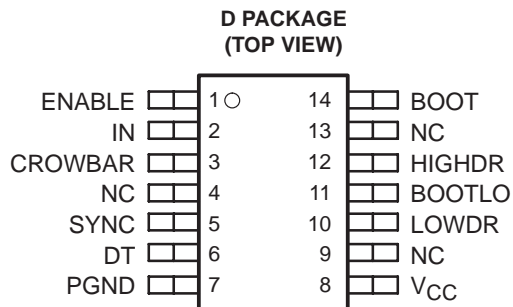 D PACKAGE
(TOP VIEW)
ENABLE 1 14 BOOT
IN 2 13 NC
CROWBAR 3 12 HIGHDR
NC 4 11 BOOTLO
SYNC 5 10 LOWDR
DT 6 9 NC
PGND 7 8 VCC